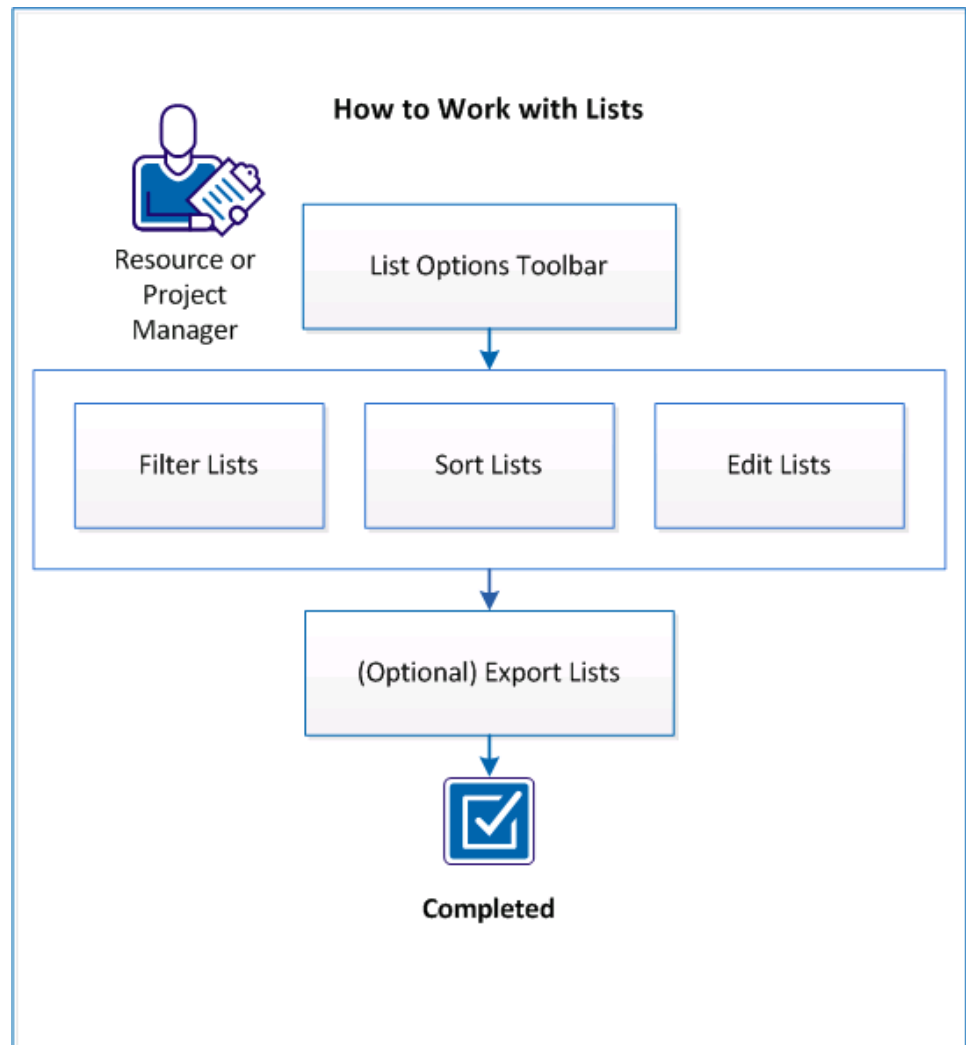 How to Work with Lists
Resource or
Project
Manager
List Options Toolbar
Filter Lists
Sort Lists
Edit Lists
(Optional) Export Lists
Completed